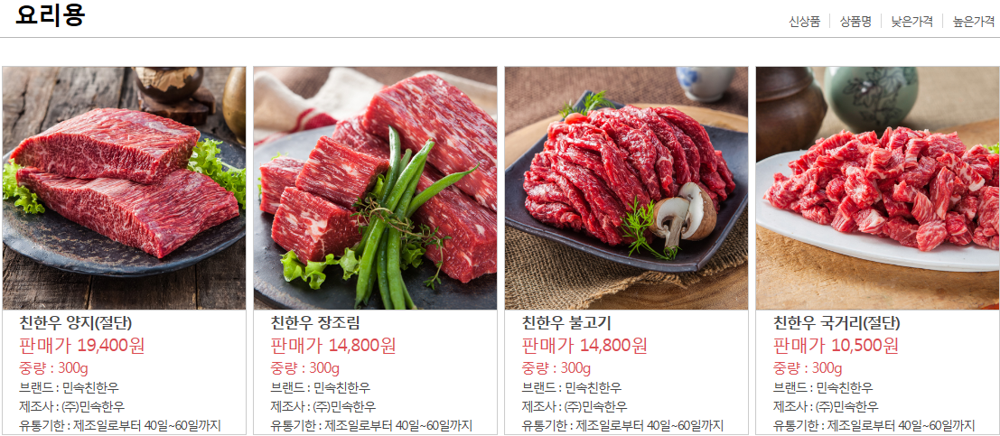 요리용
신상품 상품명 낮은가격 높은가격
친한우 양지(절단)
판매가 19,400원
중량 : 300g
브랜드 : 민속친한우
제조사 : (주)민속한우
유통기한 : 제조일로부터 40일~60일까지
친한우 장조림
판매가 14,800원
중량 : 300g
브랜드 : 민속친한우
제조사 : (주)민속한우
유통기한 : 제조일로부터 40일~60일까지
친한우 불고기
판매가 14,800원
중량 : 300g
브랜드 : 민속친한우
제조사 : (주)민속한우
유통기한 : 제조일로부터 40일~60일까지
친한우 국거리(절단)
판매가 10,500원
중량 : 300g
브랜드 : 민속친한우
제조사 : (주)민속한우
유통기한 : 제조일로부터 40일~60일까지